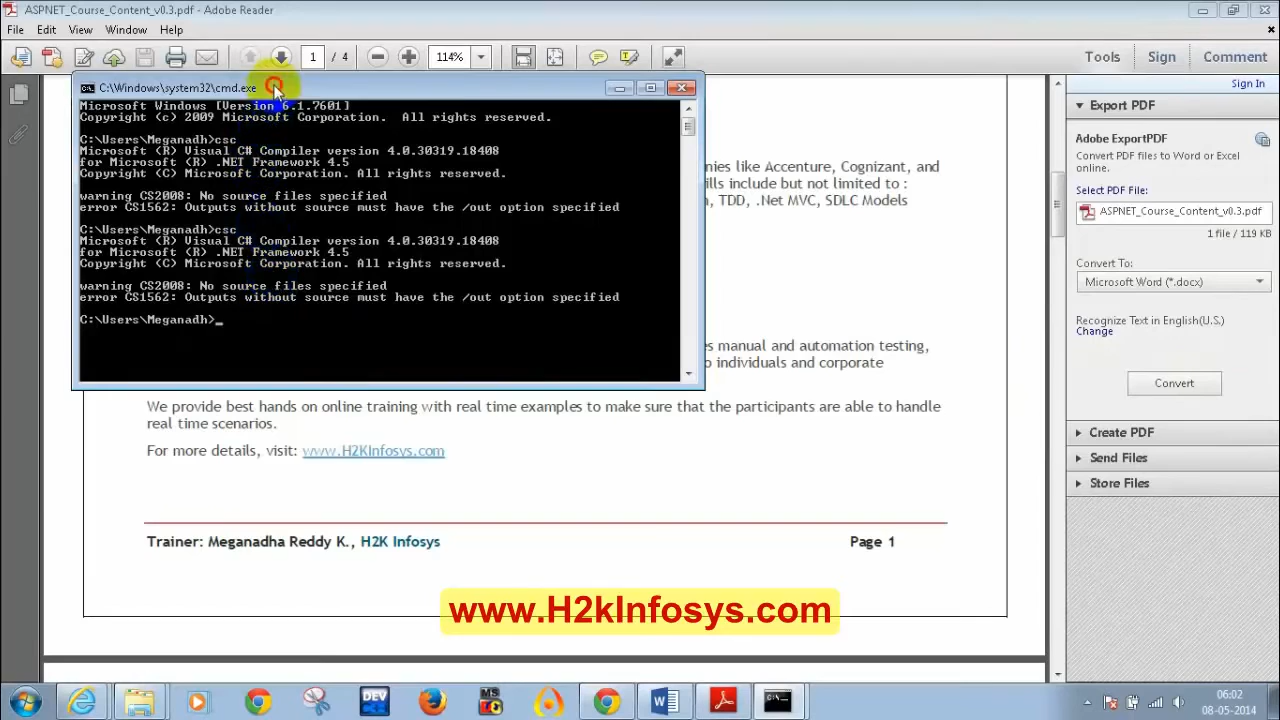 ASPNET_Course_Content_v0.3.pdf - Adobe Reader
File Edit View Window Help
1 / 4 114% Tools Sign Comment
C:\Windows\system32\cmd.exe
Microsoft Windows [Version 6.1.7601]
Copyright (c) 2009 Microsoft Corporation. All rights reserved.
C:\Users\Meganadh>csc
Microsoft (R) Visual C# Compiler version 4.0.30319.18408
for Microsoft (R) .NET Framework 4.5
Copyright (C) Microsoft Corporation. All rights reserved.
warning CS2008: No source files specified
error CS1562: Outputs without source must have the /out option specified
C:\Users\Meganadh>csc
Microsoft (R) Visual C# Compiler version 4.0.30319.18408
for Microsoft (R) .NET Framework 4.5
Copyright (C) Microsoft Corporation. All rights reserved.
warning CS2008: No source files specified
error CS1562: Outputs without source must have the /out option specified
C:\Users\Meganadh>_
nies like Accenture, Cognizant, and
ills include but not limited to :
, TDD, .Net MVC, SDLC Models
es manual and automation testing,
o individuals and corporate
We provide best hands on online training with real time examples to make sure that the participants are able to handle
real time scenarios.
For more details, visit: www.H2KInfosys.com
Trainer: Meganadha Reddy K., H2K Infosys Page 1
www.H2kInfosys.com
Sign In
Export PDF
Adobe ExportPDF
Convert PDF files to Word or Excel
online.
Select PDF File:
ASPNET_Course_Content_v0.3.pdf
1 file / 119 KB
Convert To:
Microsoft Word (*.docx)
Recognize Text in English(U.S.)
Change
Convert
Create PDF
Send Files
Store Files
DEV
MS
06:02
08-05-2014